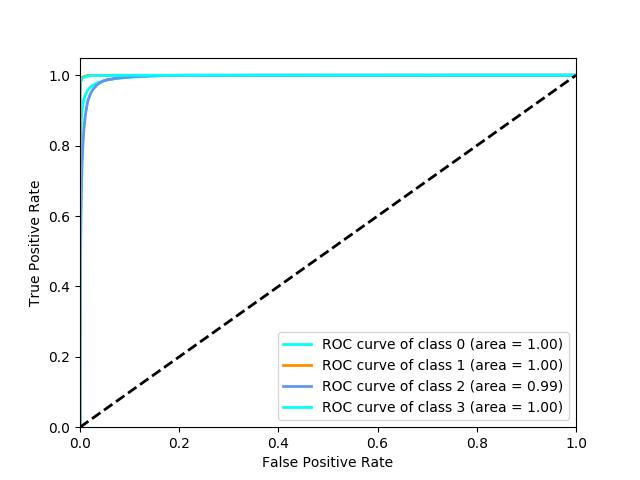 1.0
0.8
0.6
0.4
0.2
0.0
True Positive Rate
ROC curve of class 0 (area = 1.00)
ROC curve of class 1 (area = 1.00)
ROC curve of class 2 (area = 0.99)
ROC curve of class 3 (area = 1.00)
0.0 0.2 0.4 0.6 0.8 1.0
False Positive Rate